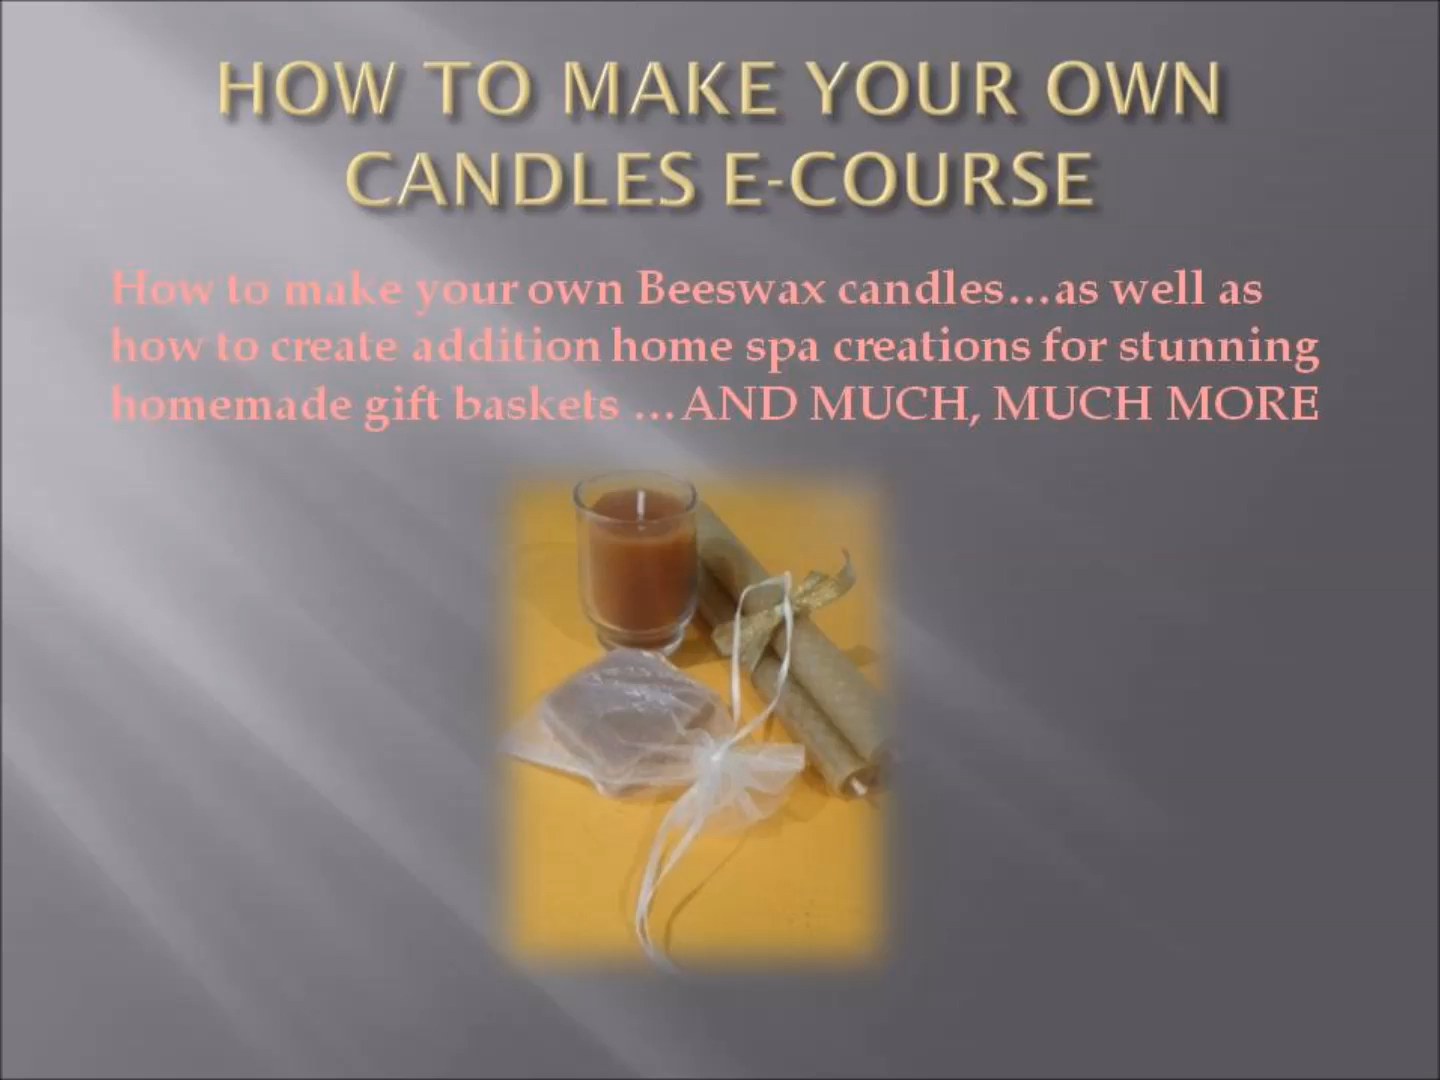 HOW TO MAKE YOUR OWN
CANDLES E-COURSE
How to make your own Beeswax candles…as well as
how to create addition home spa creations for stunning
homemade gift baskets …AND MUCH, MUCH MORE